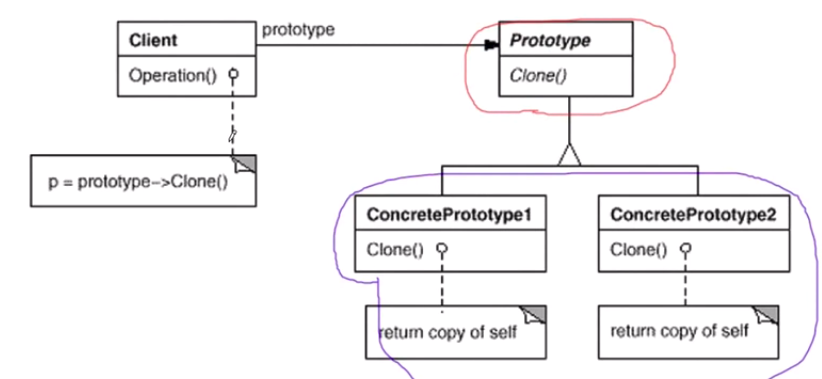 Client
prototype
Prototype
Operation()
Clone()
p = prototype->Clone()
ConcretePrototype1
ConcretePrototype2
Clone()
Clone()
return copy of self
return copy of self